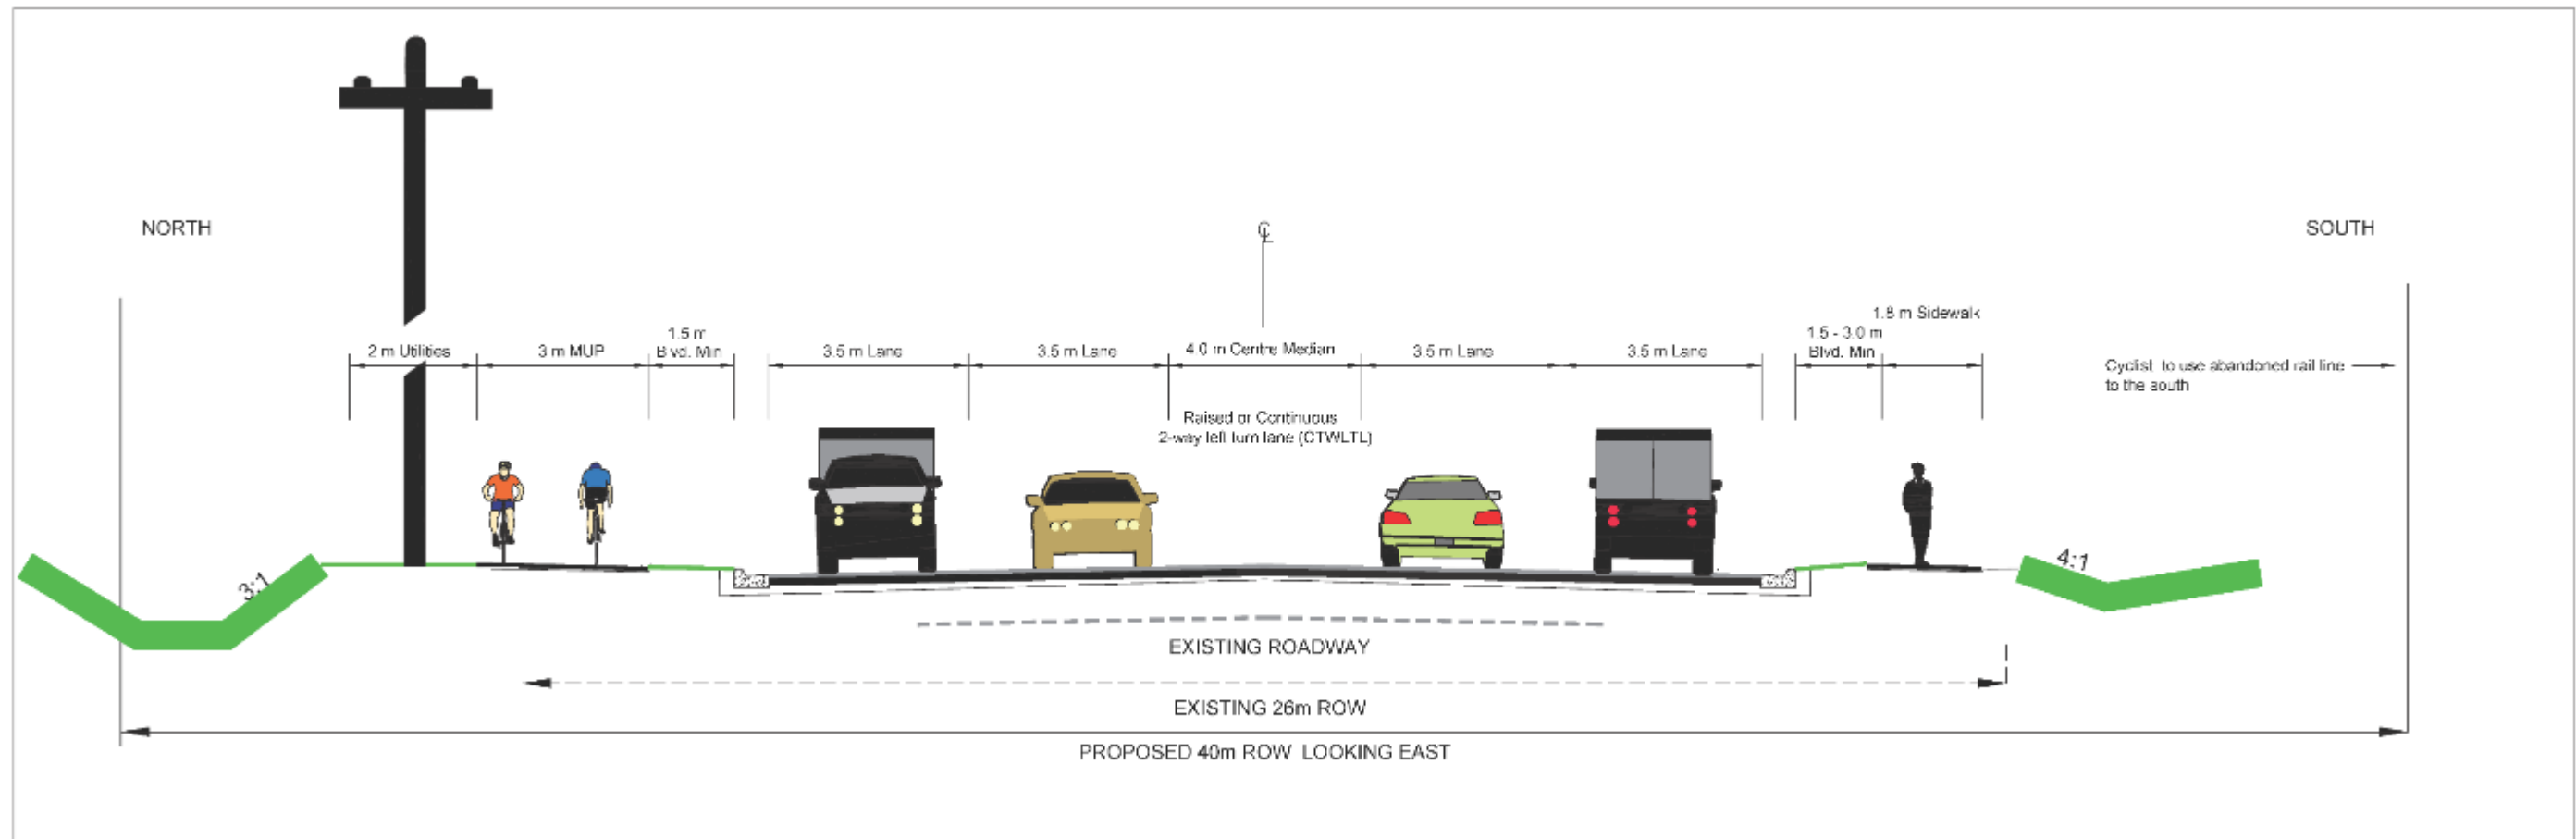 NORTH
℄
SOUTH
2 m Utilities
3 m MUP
1.5 m
Blvd. Min
3.5 m Lane
3.5 m Lane
4.0 m Centre Median
3.5 m Lane
3.5 m Lane
1.5 - 3.0 m
Blvd. Min
1.8 m Sidewalk
Cyclist to use abandoned rail line
to the south
Raised or Continuous
2-way left turn lane (CTWLTL)
3:1
4:1
EXISTING ROADWAY
EXISTING 26m ROW
PROPOSED 40m ROW LOOKING EAST